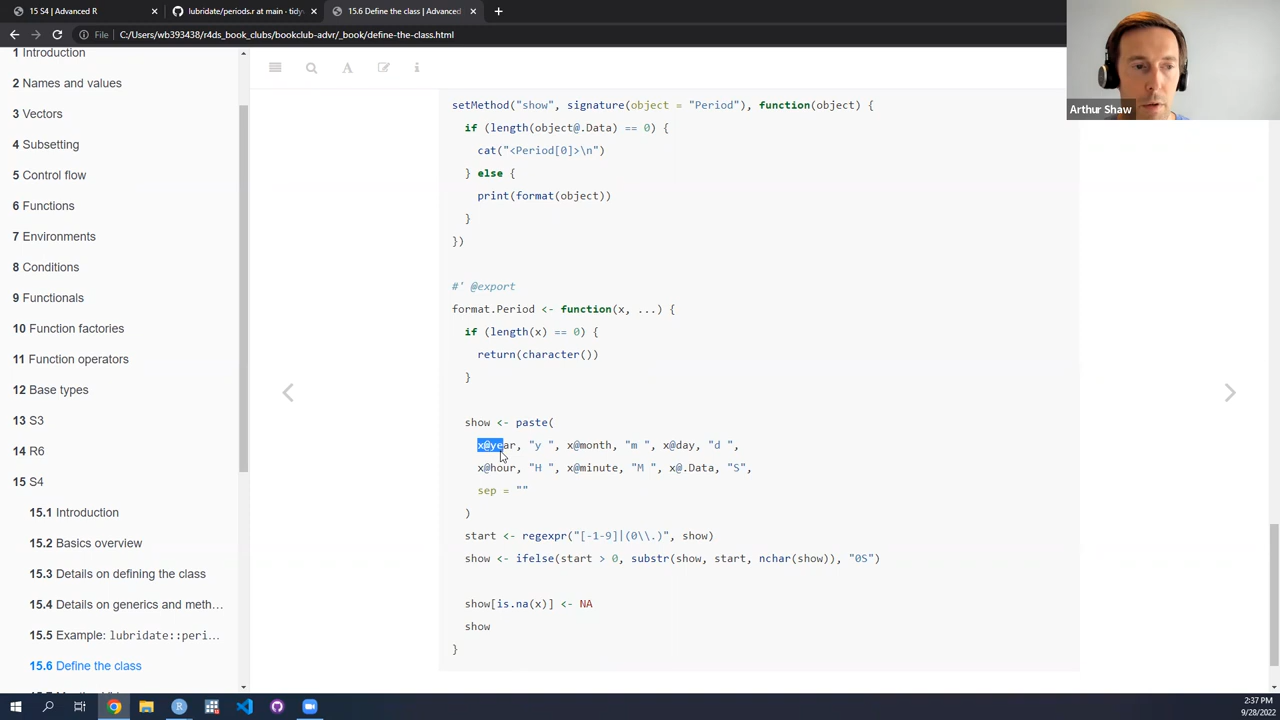 15 S4 | Advanced R
lubridate/periods.r at main · tidy
15.6 Define the class | Advanced
File
C:/Users/wb393438/r4ds_book_clubs/bookclub-advr/_book/define-the-class.html
Arthur Shaw
1 Introduction
2 Names and values
3 Vectors
4 Subsetting
5 Control flow
6 Functions
7 Environments
8 Conditions
9 Functionals
10 Function factories
11 Function operators
12 Base types
13 S3
14 R6
15 S4
15.1 Introduction
15.2 Basics overview
15.3 Details on defining the class
15.4 Details on generics and meth…
15.5 Example: lubridate::peri…
15.6 Define the class
setMethod("show", signature(object = "Period"), function(object) {
if (length(object@.Data) == 0) {
cat("<Period[0]>\n")
} else {
print(format(object))
}
})
#' @export
format.Period <- function(x, ...) {
if (length(x) == 0) {
return(character())
}
show <- paste(
x@year, "y ", x@month, "m ", x@day, "d ",
x@hour, "H ", x@minute, "M ", x@.Data, "S",
sep = ""
)
start <- regexpr("[-1-9]|(0\\.)", show)
show <- ifelse(start > 0, substr(show, start, nchar(show)), "0S")
show[is.na(x)] <- NA
show
}
2:37 PM
9/28/2022